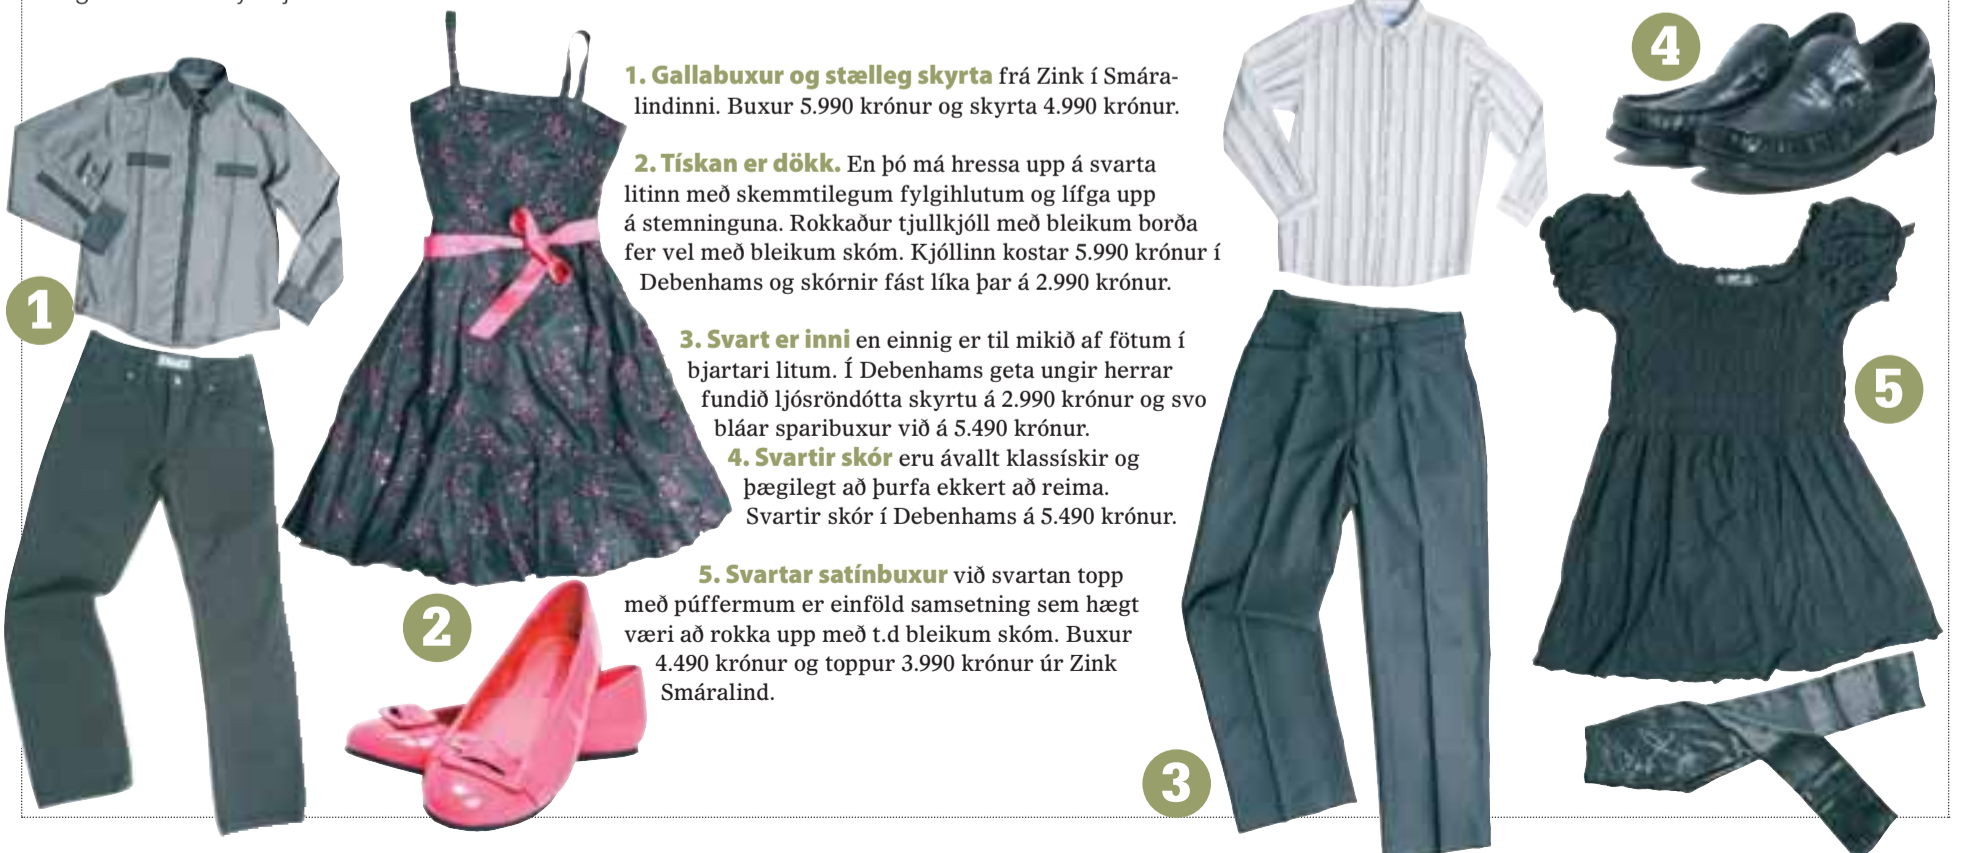 1. Gallabuxur og stælleg skyrta frá Zink í Smára-
lindinni. Buxur 5.990 krónur og skyrta 4.990 krónur.
2. Tískan er dökk. En þó má hressa upp á svarta
litinn með skemmtilegum fylgihlutum og lífga upp
á stemninguna. Rokkaður tjullkjóll með bleikum borða
fer vel með bleikum skóm. Kjóllinn kostar 5.990 krónur í
Debenhams og skórnir fást líka þar á 2.990 krónur.
3. Svart er inni en einnig er til mikið af fötum í
bjartari litum. Í Debenhams geta ungir herrar
fundið ljósröndótta skyrtu á 2.990 krónur og svo
bláar sparibuxur við á 5.490 krónur.
4. Svartir skór eru ávallt klassískir og
þægilegt að þurfa ekkert að reima.
Svartir skór í Debenhams á 5.490 krónur.
5. Svartar satínbuxur við svartan topp
með púffermum er einföld samsetning sem hægt
væri að rokka upp með t.d bleikum skóm. Buxur
4.490 krónur og toppur 3.990 krónur úr Zink
Smáralind.
1
2
3
4
5